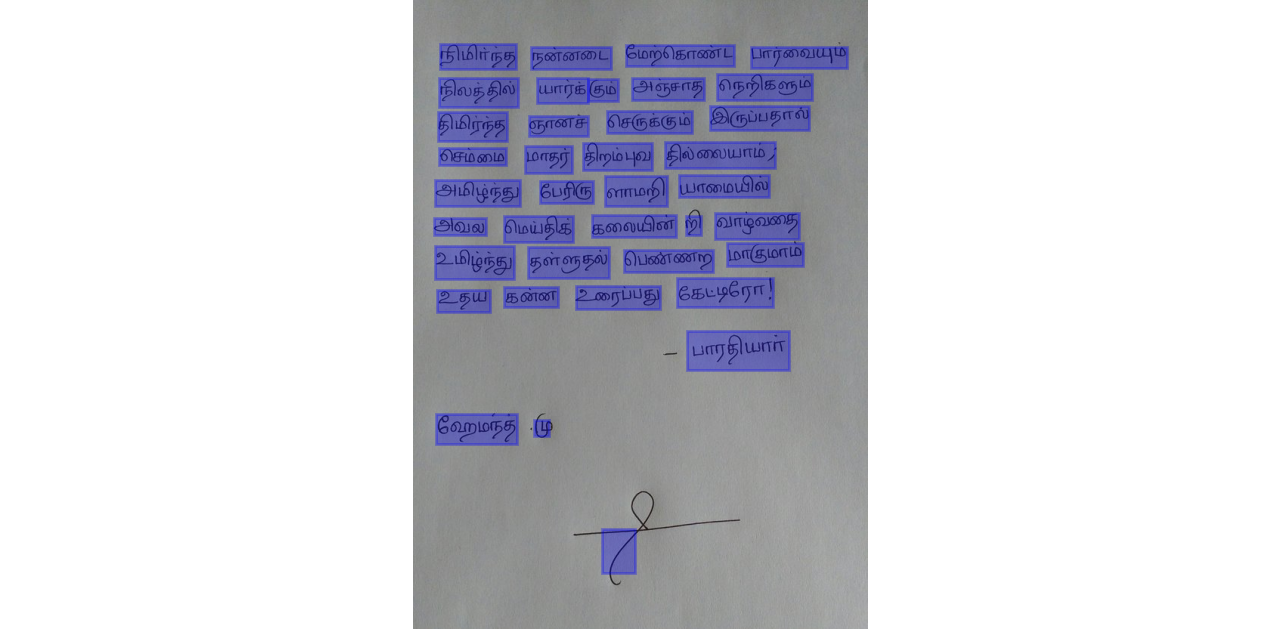 நிமிர்ந்த நன்னடை மேற்கொண்ட பார்வையும்
நிலத்தில் யார்க்கும் அஞ்சாத நெறிகளும்
திமிர்ந்த ஞானச் செருக்கும் இருப்பதால்
செம்மை மாதர் திறம்புவ தில்லையாம்;
அமிழ்ந்து பேரிரு ளாமறி யாமையில்
அவல மெய்திக் கலையின் றி வாழ்வதை
உமிழ்ந்து தள்ளுதல் பெண்ணற மாகுமாம்
உதய கன்ன உரைப்பது கேட்டிரோ!
– பாரதியார்
ஹேமந்த் .மு